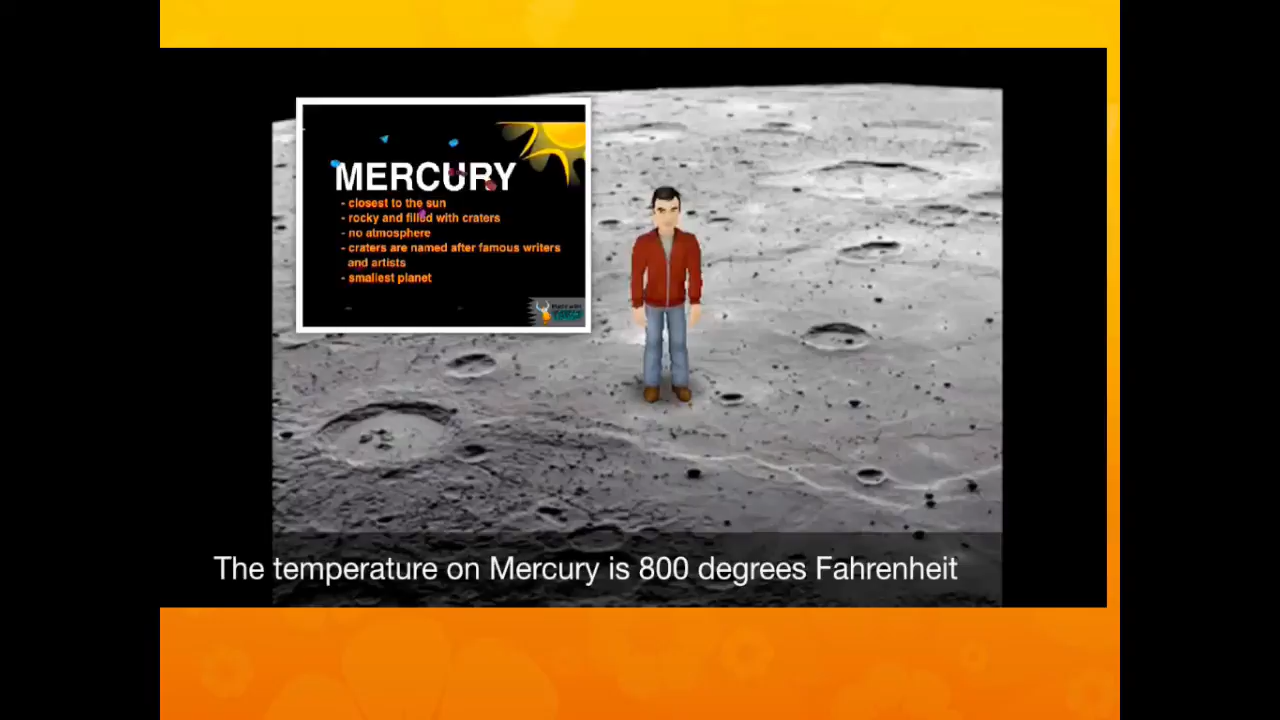 MERCURY
- closest to the sun
- rocky and filled with craters
- no atmosphere
- craters are named after famous writers
and artists
- smallest planet
The temperature on Mercury is 800 degrees Fahrenheit